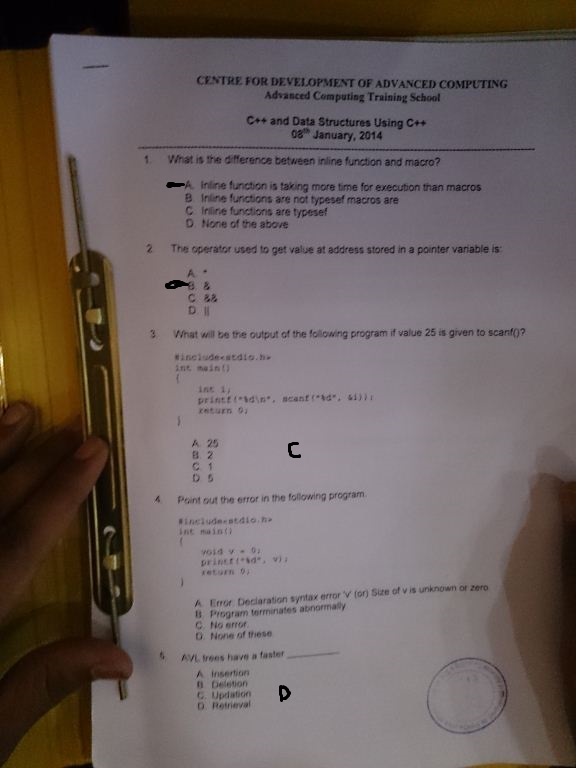 CENTRE FOR DEVELOPMENT OF ADVANCED COMPUTING
Advanced Computing Training School
C++ and Data Structures Using C++
08th January, 2014
1. What is the difference between inline function and macro?
A. Inline function is taking more time for execution than macros
B. Inline functions are not typesef macros are
C. Inline functions are typesef
D. None of the above
2. The operator used to get value at address stored in a pointer variable is:
A. *
B. &
C. &&
D. ||
3. What will be the output of the following program if value 25 is given to scanf()?
#include<stdio.h>
int main()
{
int i;
printf("%d\n", scanf("%d", &i));
return 0;
}
A. 25
B. 2
C. 1
D. 5
C
4. Point out the error in the following program.
#include<stdio.h>
int main()
{
void v = 0;
printf("%d", v);
return 0;
}
A. Error: Declaration syntax error 'v' (or) Size of v is unknown or zero.
B. Program terminates abnormally.
C. No error.
D. None of these.
5. AVL trees have a faster __________
A. Insertion
B. Deletion
C. Updation
D. Retrieval
D